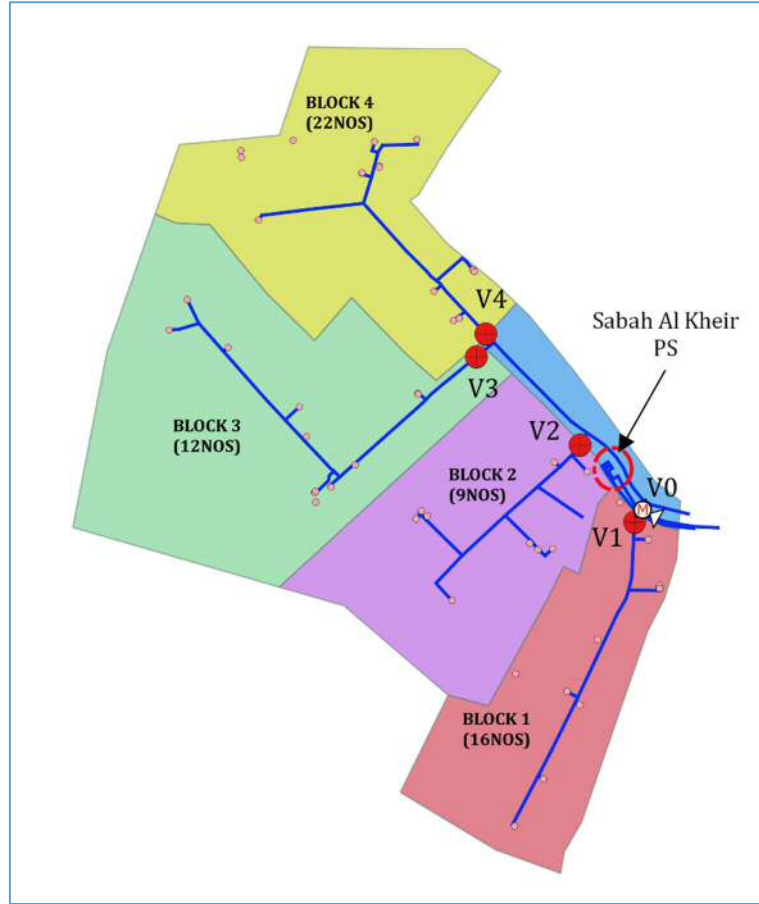 BLOCK 4
(22NOS)
V4
Sabah Al Kheir
PS
V3
BLOCK 3
(12NOS)
V2
BLOCK 2
(9NOS)
V0
M
V1
BLOCK 1
(16NOS)